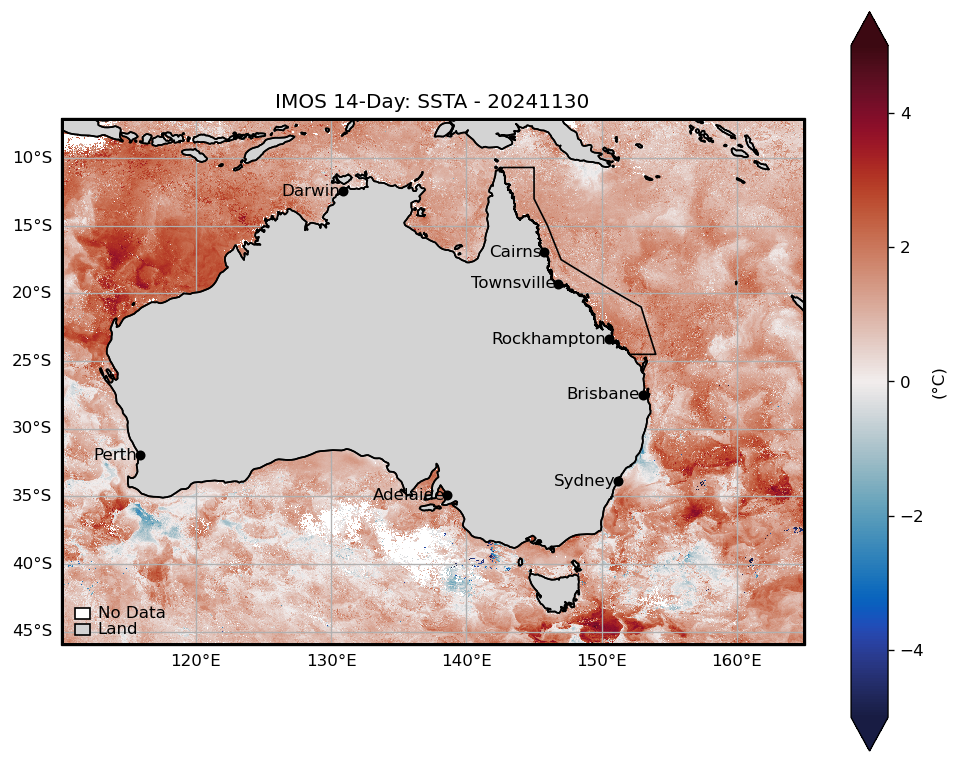 IMOS 14-Day: SSTA - 20241130
10°S
15°S
20°S
25°S
30°S
35°S
40°S
45°S
Darwin
Cairns
Townsville
Rockhampton
Brisbane
Perth
Sydney
Adelaide
No Data
Land
120°E
130°E
140°E
150°E
160°E
4
2
0
−2
−4
(°C)